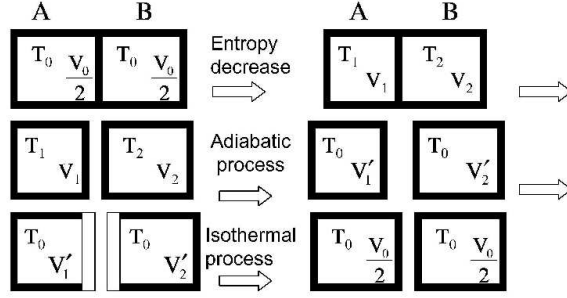 A B A B
T₀ V₀/2 T₀ V₀/2 Entropy decrease T₁ V₁ T₂ V₂
T₁ V₁ T₂ V₂ Adiabatic process T₀ V₁′ T₀ V₂′
T₀ V₁′ T₀ V₂′ Isothermal process T₀ V₀/2 T₀ V₀/2